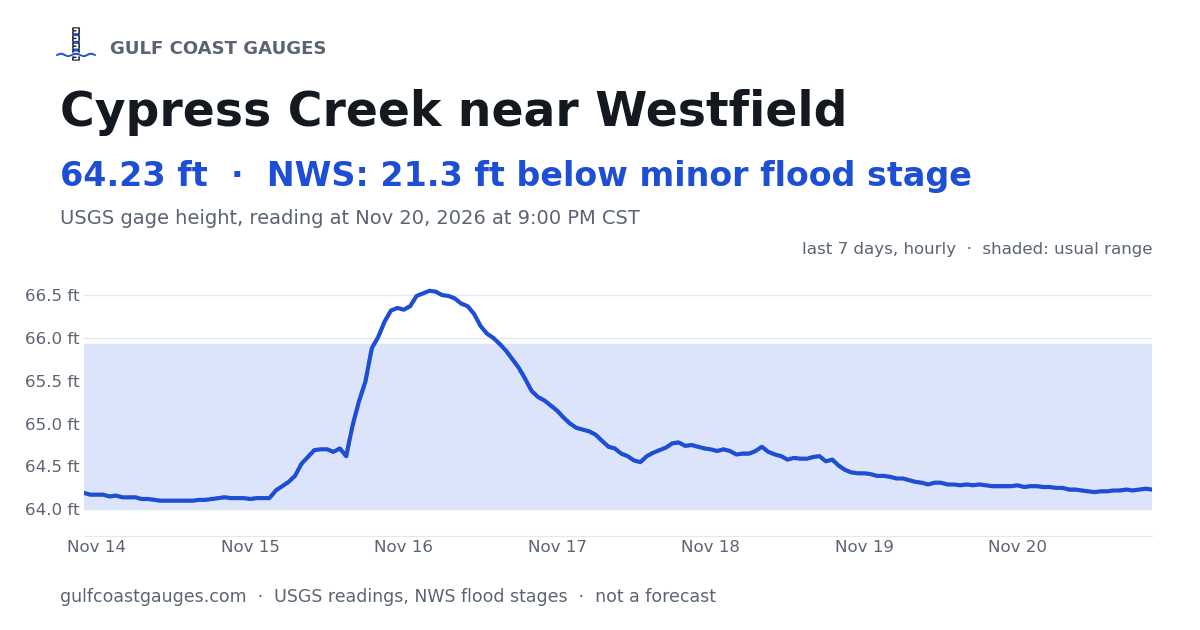 GULF COAST GAUGES
Cypress Creek near Westfield
64.23 ft · NWS: 21.3 ft below minor flood stage
USGS gage height, reading at Nov 20, 2026 at 9:00 PM CST
last 7 days, hourly · shaded: usual range
66.5 ft
66.0 ft
65.5 ft
65.0 ft
64.5 ft
64.0 ft
Nov 14 Nov 15 Nov 16 Nov 17 Nov 18 Nov 19 Nov 20
gulfcoastgauges.com · USGS readings, NWS flood stages · not a forecast